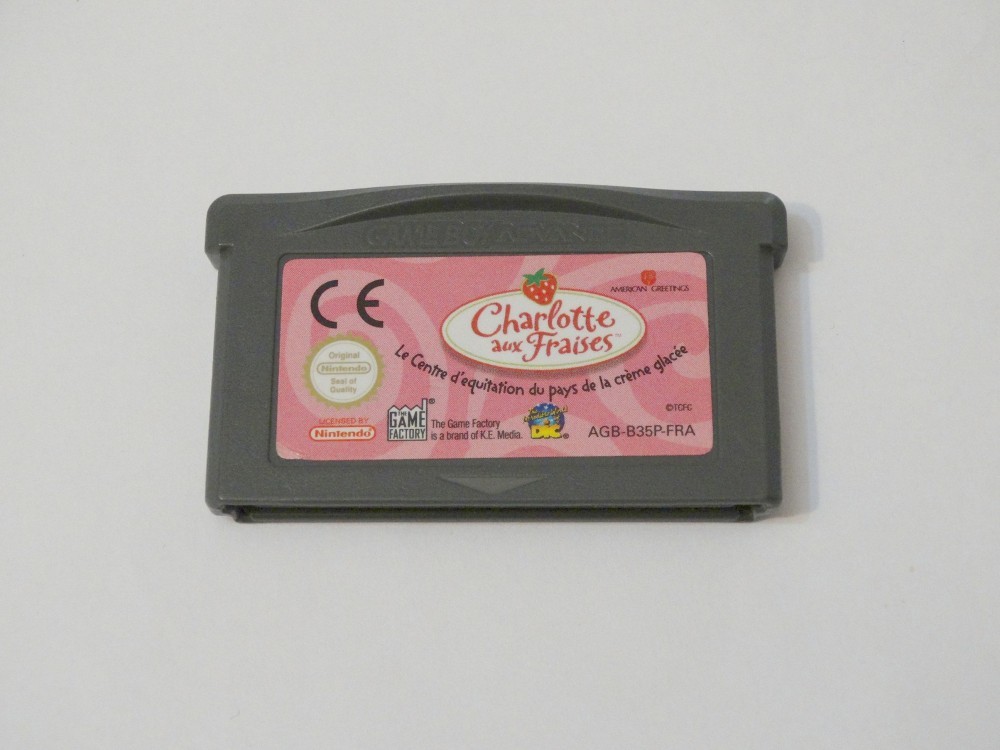 GAME BOY ADVANCE
CE
AMERICAN GREETINGS
Charlotte
aux Fraises™
Le Centre d'equitation du pays de la crème glacée
Original
Nintendo
Seal of
Quality
LICENSED BY
Nintendo®
THE
GAME
FACTORY®
The Game Factory
is a brand of K.E. Media.
DIC®
©TCFC
AGB-B35P-FRA